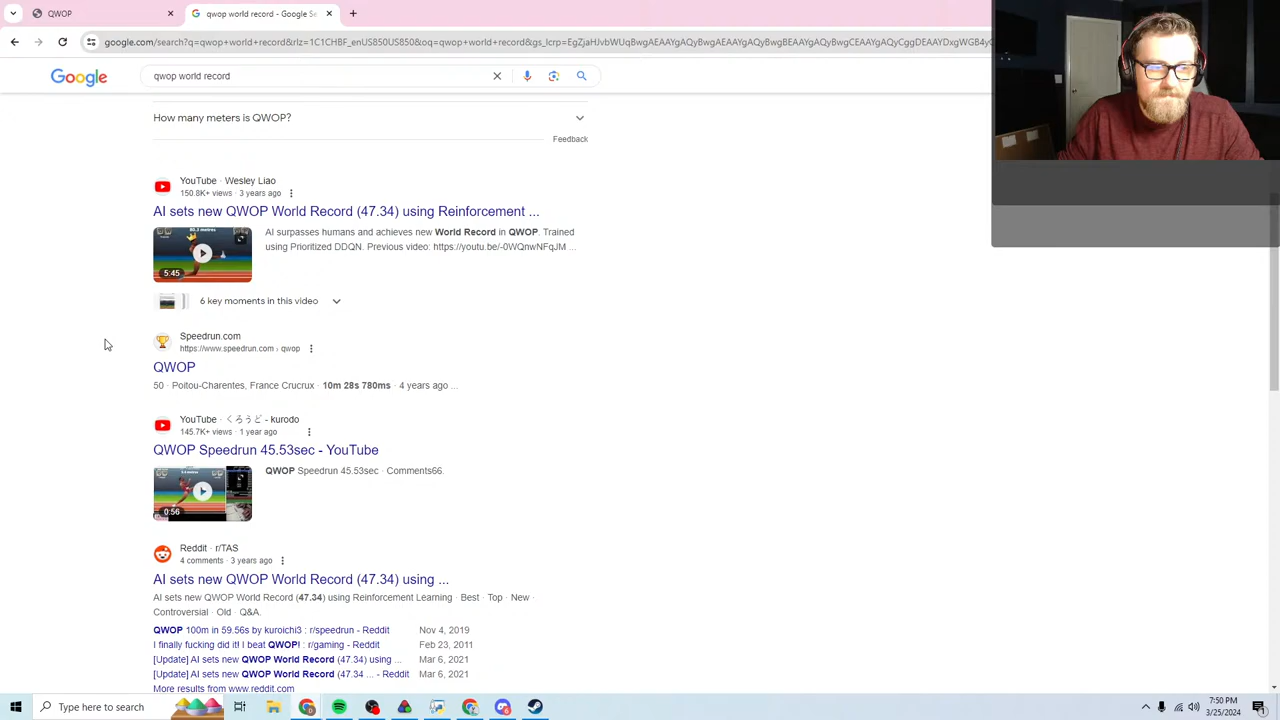 QWOP
qwop world record - Google Se
google.com/search?q=qwop+world+record&rlz=1C1CHBF_enUS850US850&oq=qwop+world+record&gs_lcrp=EgZjaHJvbWUqBwgAEAAYgAQyBwgAEAAYgAQyBwgBEAAYgAQyBwgCEAAYgAQyCggDEAAYDxgWGB4y
Google
qwop world record
How many meters is QWOP?
Feedback
YouTube · Wesley Liao
150.8K+ views · 3 years ago
AI sets new QWOP World Record (47.34) using Reinforcement ...
AI surpasses humans and achieves new World Record in QWOP. Trained
using Prioritized DDQN. Previous video: https://youtu.be/-0WQnwNFqJM ...
5:45
6 key moments in this video
Speedrun.com
https://www.speedrun.com › qwop
QWOP
50 · Poitou-Charentes, France Crucrux · 10m 28s 780ms · 4 years ago ...
YouTube · くろうど - kurodo
145.7K+ views · 1 year ago
QWOP Speedrun 45.53sec - YouTube
QWOP Speedrun 45.53sec · Comments66.
0:56
Reddit · r/TAS
4 comments · 3 years ago
AI sets new QWOP World Record (47.34) using ...
AI sets new QWOP World Record (47.34) using Reinforcement Learning · Best · Top · New ·
Controversial · Old · Q&A.
QWOP 100m in 59.56s by kuroichi3 : r/speedrun - Reddit Nov 4, 2019
I finally fucking did it! I beat QWOP! : r/gaming - Reddit Feb 23, 2011
[Update] AI sets new QWOP World Record (47.34) using ... Mar 6, 2021
[Update] AI sets new QWOP World Record (47.34 ... - Reddit Mar 6, 2021
More results from www.reddit.com
Type here to search
7:50 PM
3/25/2024